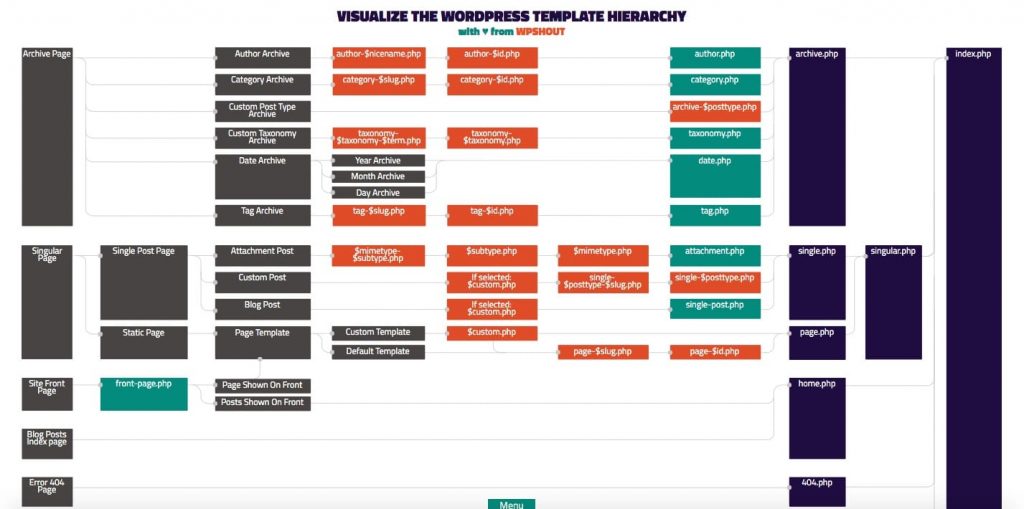 VISUALIZE THE WORDPRESS TEMPLATE HIERARCHY
with ♥ from WPSHOUT
Archive Page
Author Archive
author-$nicename.php
author-$id.php
author.php
archive.php
index.php
Category Archive
category-$slug.php
category-$id.php
category.php
Custom Post Type
Archive
archive-$posttype.php
Custom Taxonomy
Archive
taxonomy-
$taxonomy-$term.php
taxonomy-
$taxonomy.php
taxonomy.php
Date Archive
Year Archive
Month Archive
Day Archive
date.php
Tag Archive
tag-$slug.php
tag-$id.php
tag.php
Singular
Page
Single Post Page
Attachment Post
$mimetype-
$subtype.php
$subtype.php
$mimetype.php
attachment.php
single.php
singular.php
Custom Post
If selected:
$custom.php
single-
$posttype-$slug.php
single-$posttype.php
Blog Post
If selected:
$custom.php
single-post.php
Static Page
Page Template
Custom Template
$custom.php
page.php
Default Template
page-$slug.php
page-$id.php
Site Front
Page
front-page.php
Page Shown On Front
Posts Shown On Front
home.php
Blog Posts
Index page
Error 404
Page
404.php
Menu